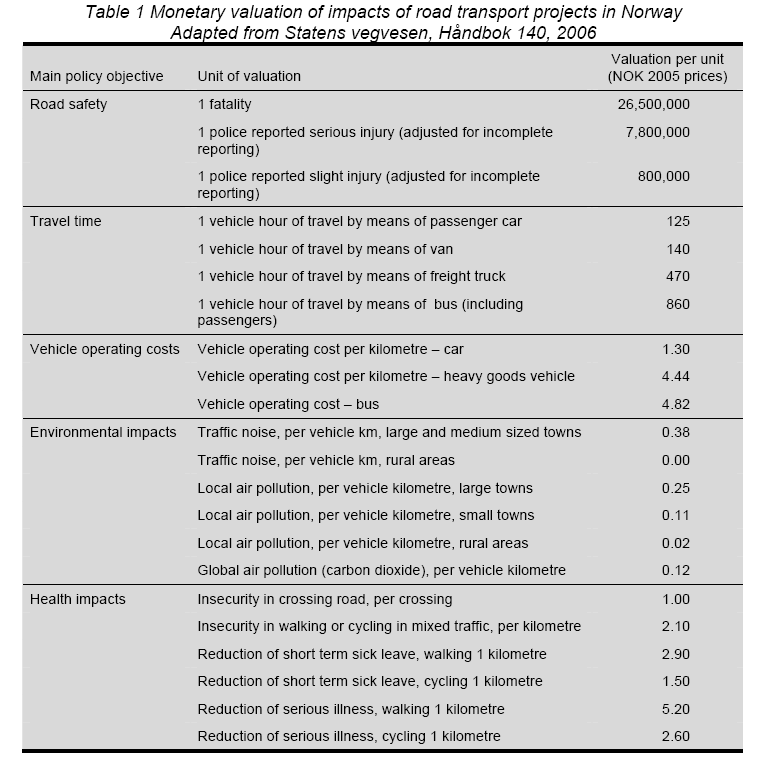 Table 1 Monetary valuation of impacts of road transport projects in Norway
Adapted from Statens vegvesen, Håndbok 140, 2006
Main policy objective Unit of valuation Valuation per unit (NOK 2005 prices)
Road safety 1 fatality 26,500,000
1 police reported serious injury (adjusted for incomplete 7,800,000
reporting)
1 police reported slight injury (adjusted for incomplete 800,000
reporting)
Travel time 1 vehicle hour of travel by means of passenger car 125
1 vehicle hour of travel by means of van 140
1 vehicle hour of travel by means of freight truck 470
1 vehicle hour of travel by means of bus (including 860
passengers)
Vehicle operating costs Vehicle operating cost per kilometre – car 1.30
Vehicle operating cost per kilometre – heavy goods vehicle 4.44
Vehicle operating cost – bus 4.82
Environmental impacts Traffic noise, per vehicle km, large and medium sized towns 0.38
Traffic noise, per vehicle km, rural areas 0.00
Local air pollution, per vehicle kilometre, large towns 0.25
Local air pollution, per vehicle kilometre, small towns 0.11
Local air pollution, per vehicle kilometre, rural areas 0.02
Global air pollution (carbon dioxide), per vehicle kilometre 0.12
Health impacts Insecurity in crossing road, per crossing 1.00
Insecurity in walking or cycling in mixed traffic, per kilometre 2.10
Reduction of short term sick leave, walking 1 kilometre 2.90
Reduction of short term sick leave, cycling 1 kilometre 1.50
Reduction of serious illness, walking 1 kilometre 5.20
Reduction of serious illness, cycling 1 kilometre 2.60